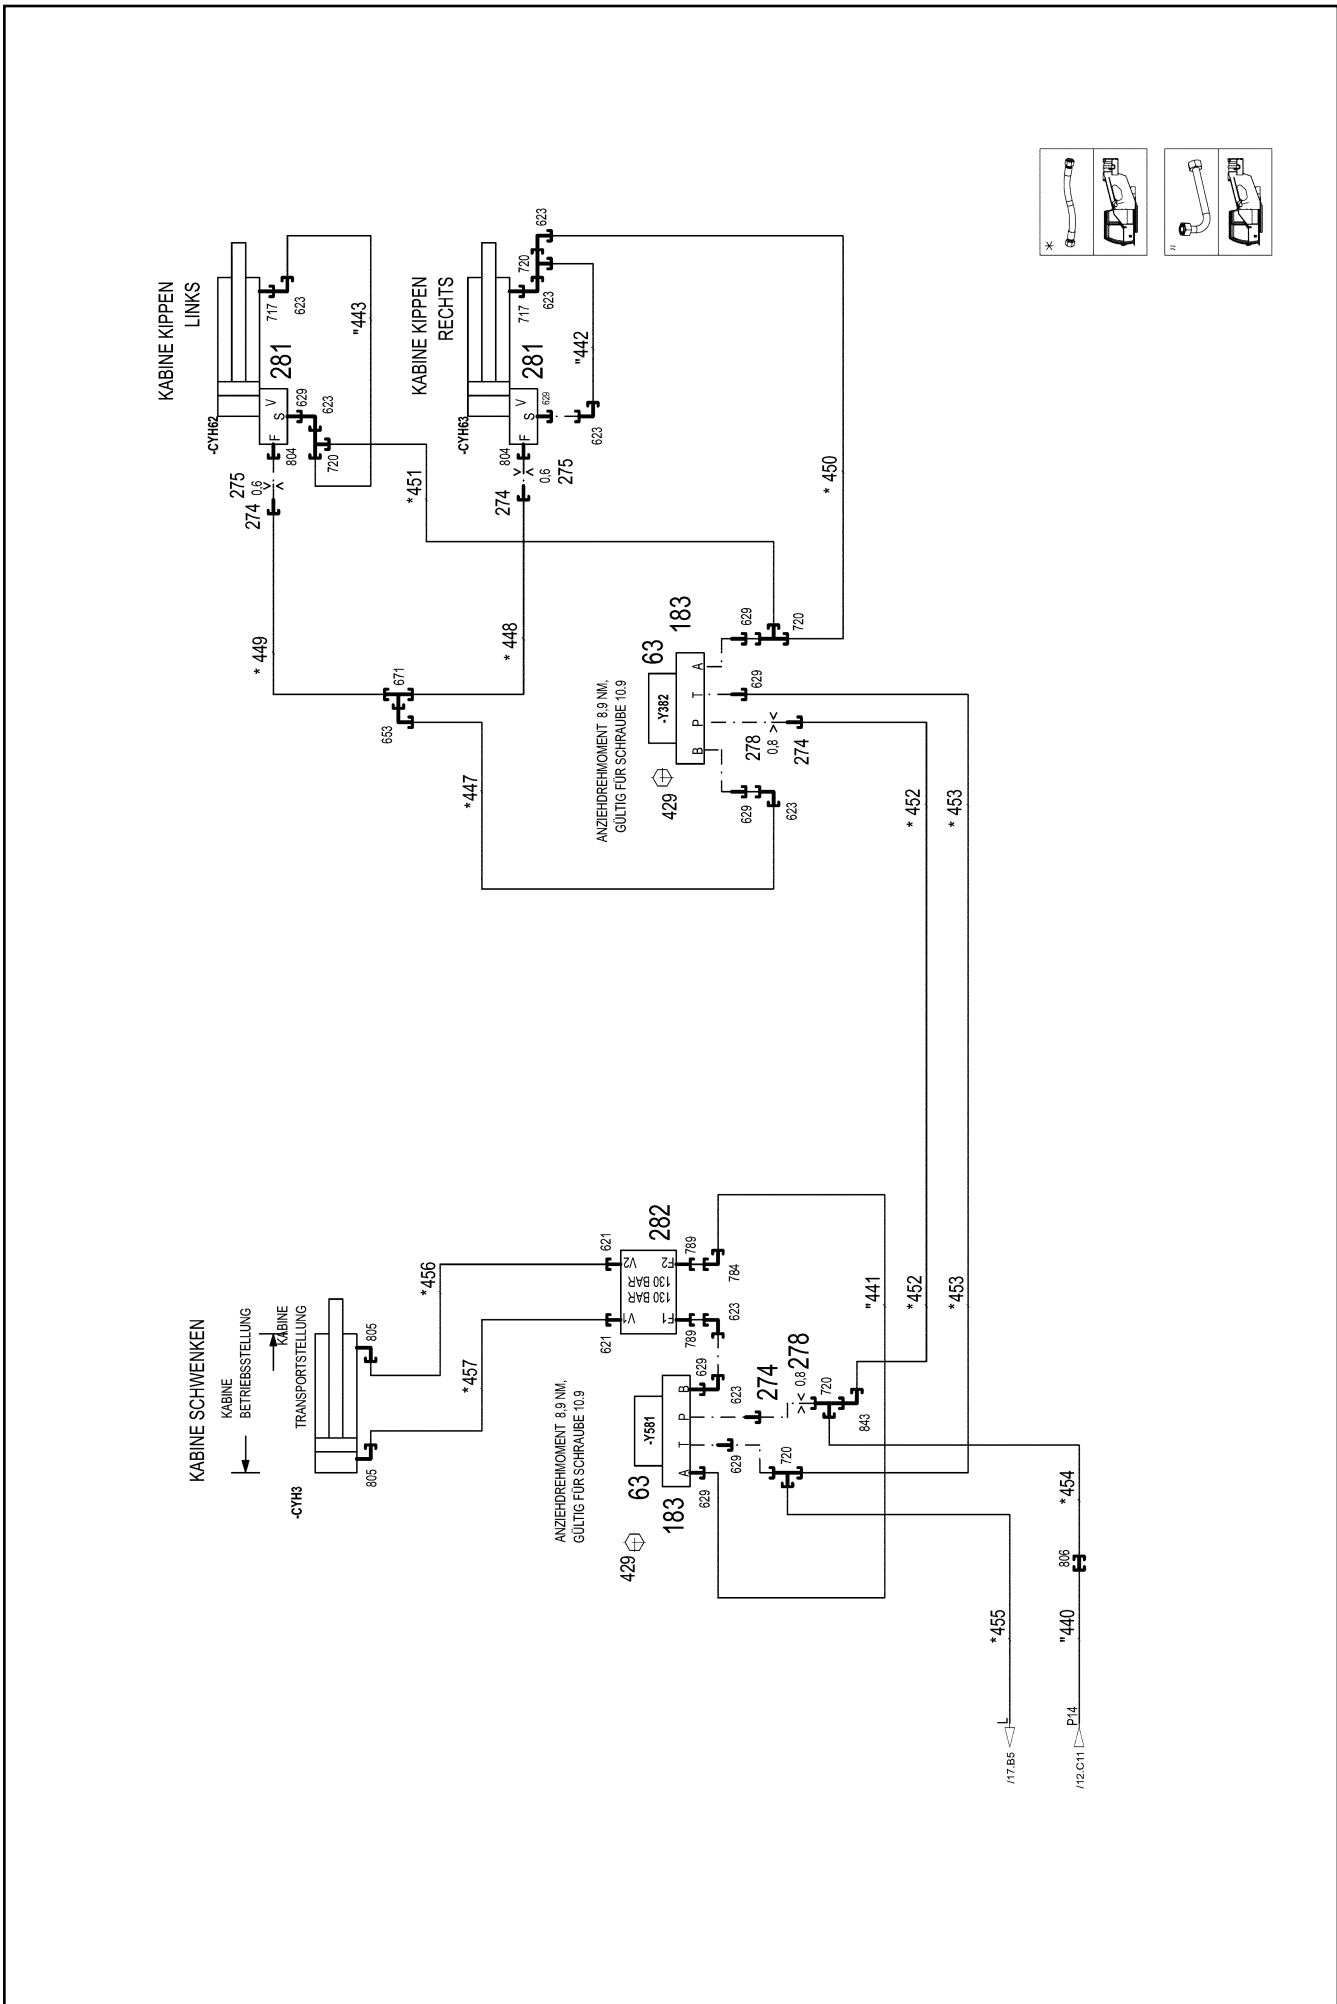 KABINE SCHWENKEN
KABINE
BETRIEBSSTELLUNG
KABINE
TRANSPORTSTELLUNG
-CYH3
805
805
*457
*456
621
621
V1
V2
130 BAR
130 BAR
F1
F2
282
789
789
623
784
ANZIEHDREHMOMENT 8,9 NM,
GÜLTIG FÜR SCHRAUBE 10.9
429
63
183
-Y581
A
T
P
B
629
629
629
623
274
278
0,8
> <
720
720
843
"441
*452
*453
*454
*455
806
"440
L
/17.B5
P14
/12.C11
KABINE KIPPEN
LINKS
-CYH62
281
F
S
V
717
623
629
623
804
720
275
0,6
> <
274
"443
*451
* 449
KABINE KIPPEN
RECHTS
-CYH63
281
F
S
V
717
623
720
623
629
623
804
274
> <
0,6
275
"442
* 450
* 448
671
653
*447
ANZIEHDREHMOMENT 8,9 NM,
GÜLTIG FÜR SCHRAUBE 10.9
429
63
183
-Y382
B
P
T
A
629
623
278
0,8
> <
274
629
629
720
* 452
* 453
*
"